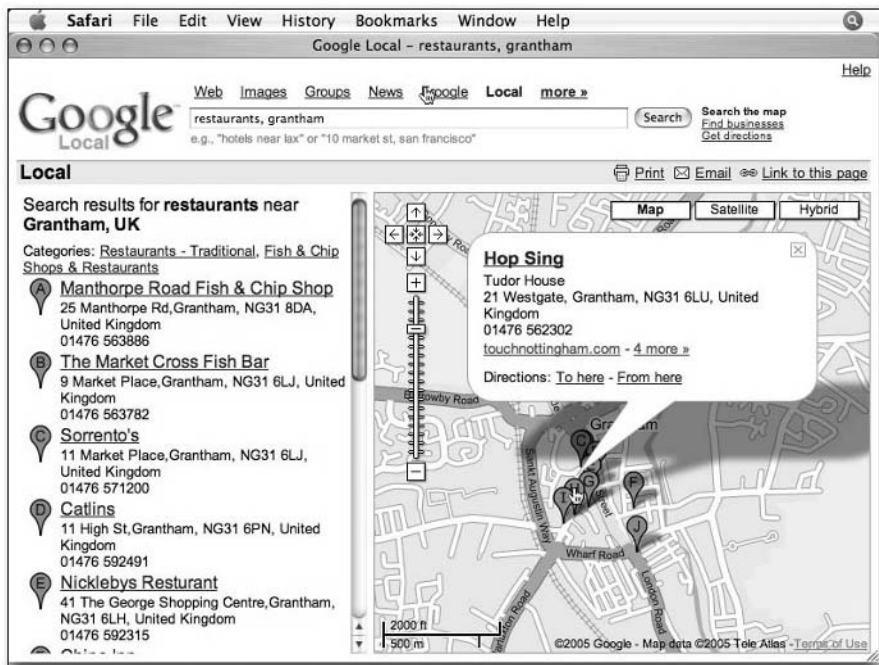 Safari File Edit View History Bookmarks Window Help
Google Local – restaurants, grantham
Help
Web Images Groups News Froogle Local more »
Google Local
restaurants, grantham
Search
Search the map
Find businesses
Get directions
e.g., "hotels near lax" or "10 market st, san francisco"
Local
Print Email Link to this page
Search results for restaurants near
Grantham, UK
Categories: Restaurants - Traditional, Fish & Chip
Shops & Restaurants
A Manthorpe Road Fish & Chip Shop
25 Manthorpe Rd,Grantham, NG31 8DA,
United Kingdom
01476 563886
B The Market Cross Fish Bar
9 Market Place,Grantham, NG31 6LJ, United
Kingdom
01476 563782
C Sorrento's
11 Market Place,Grantham, NG31 6LJ,
United Kingdom
01476 571200
D Catlins
11 High St,Grantham, NG31 6PN, United
Kingdom
01476 592491
E Nicklebys Resturant
41 The George Shopping Centre,Grantham,
NG31 6LH, United Kingdom
01476 592315
Map Satellite Hybrid
Hop Sing
Tudor House
21 Westgate, Grantham, NG31 6LU, United
Kingdom
01476 562302
touchnottingham.com - 4 more »
Directions: To here - From here
Road
Sankt Augustin Way
Street
C
G
F
I
H
J
Wharf Road
London Road
Road
2000 ft
500 m
©2005 Google - Map data ©2005 Tele Atlas - Terms of Use